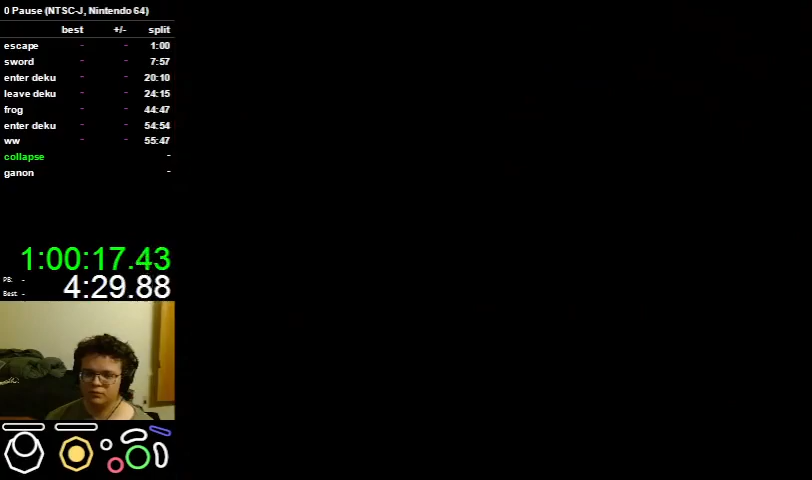 0 Pause (NTSC-J, Nintendo 64)
best +/- split
escape - - 1:00
sword - - 7:57
enter deku - - 20:10
leave deku - - 24:15
frog - - 44:47
enter deku - - 54:54
ww - - 55:47
collapse -
ganon -
1:00:17.43
PB: -
4:29.88
Best: -